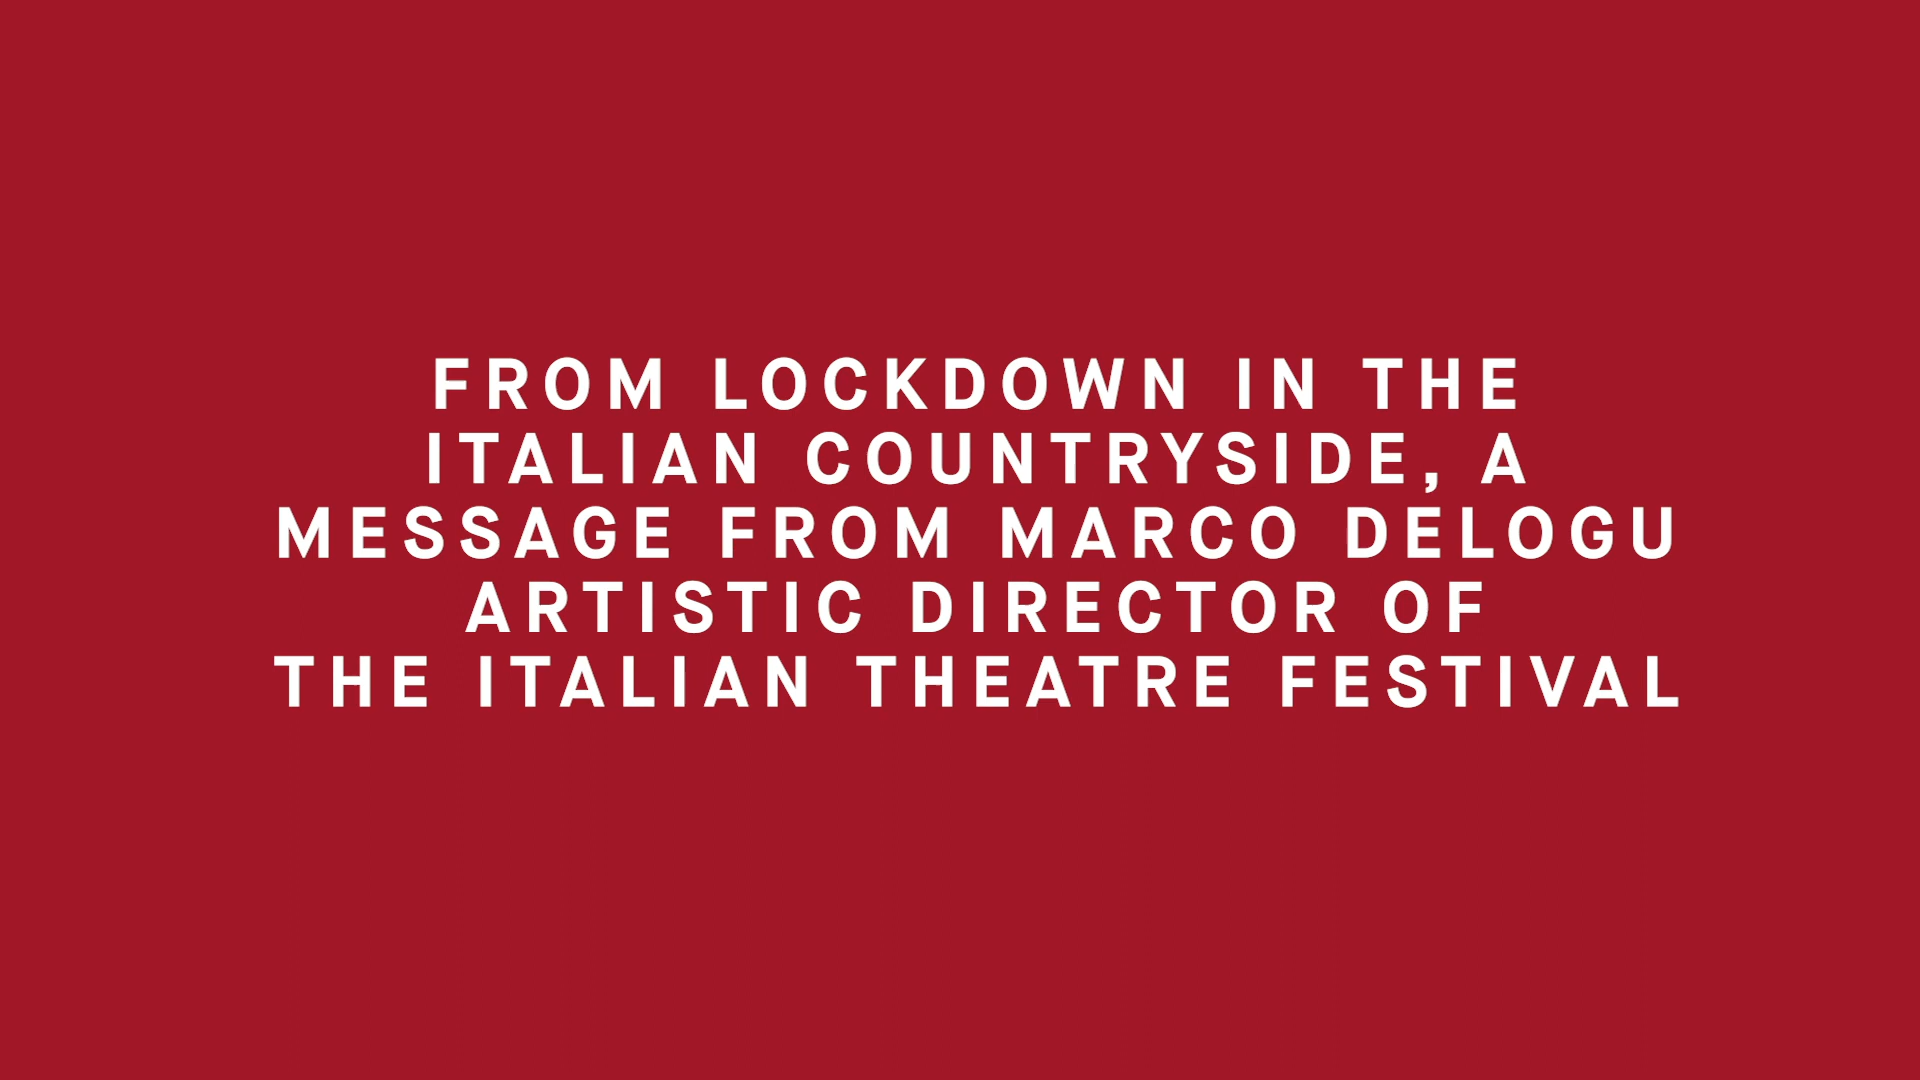 FROM LOCKDOWN IN THE
ITALIAN COUNTRYSIDE, A
MESSAGE FROM MARCO DELOGU
ARTISTIC DIRECTOR OF
THE ITALIAN THEATRE FESTIVAL